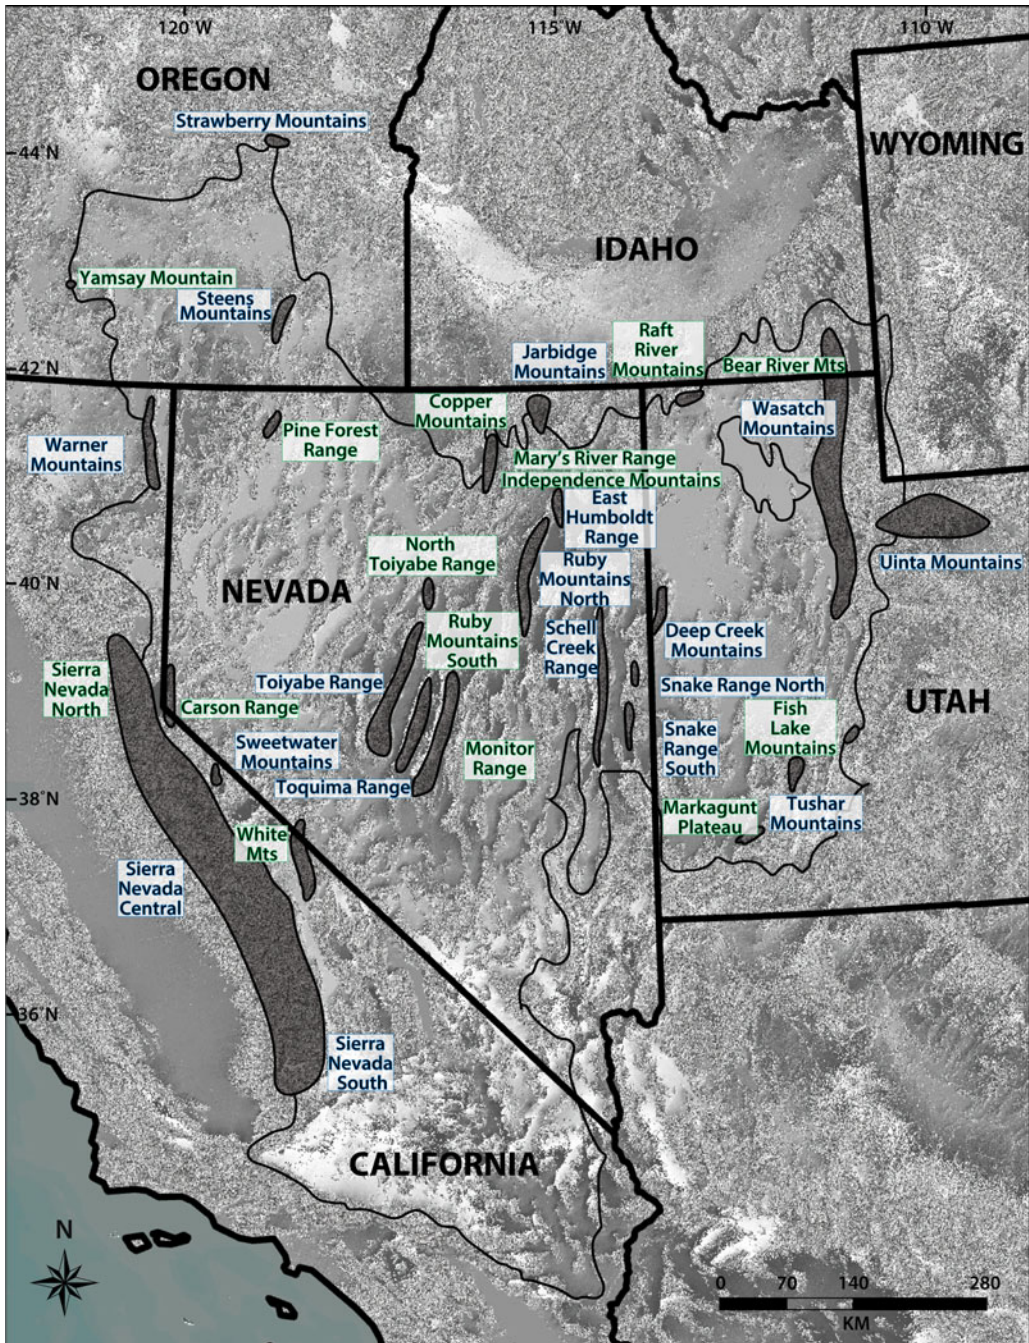 120˚W
115˚W
110˚W
OREGON
Strawberry Mountains
WYOMING
44˚N
IDAHO
Yamsay Mountain
Steens
Mountains
Raft
River
Mountains
Jarbidge
Mountains
Bear River Mts
42˚N
Copper
Mountains
Wasatch
Mountains
Pine Forest
Range
Warner
Mountains
Mary's River Range
Independence Mountains
East
Humboldt
Range
North
Toiyabe Range
Ruby
Mountains
North
Uinta Mountains
40˚N
NEVADA
Ruby
Mountains
South
Schell
Creek
Range
Deep Creek
Mountains
Sierra
Nevada
North
Toiyabe Range
Snake Range North
UTAH
Carson Range
Fish
Lake
Mountains
Sweetwater
Mountains
Monitor
Range
Snake
Range
South
Toquima Range
38˚N
Markagunt
Plateau
Tushar
Mountains
White
Mts
Sierra
Nevada
Central
36˚N
Sierra
Nevada
South
CALIFORNIA
N
0 70 140 280
KM